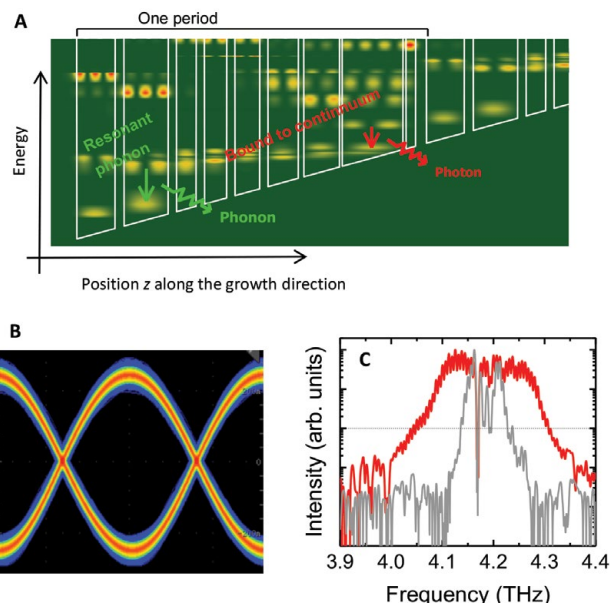 A
One period
Energy
Resonant
phonon
Bound to continuum
Photon
Phonon
Position z along the growth direction
B
0
C
Intensity (arb. units)
3.9 4.0 4.1 4.2 4.3 4.4
Frequency (THz)